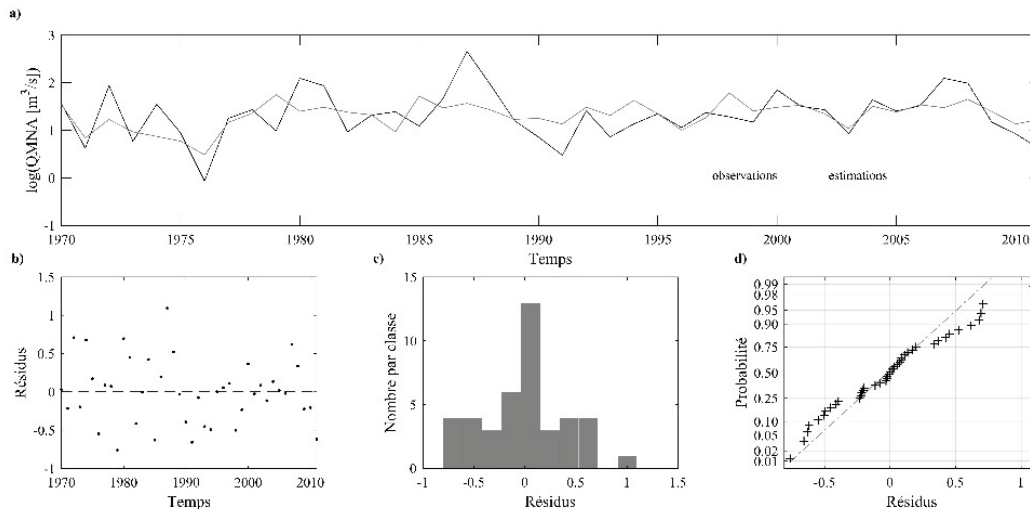 a)
3
2
1
0
-1
log(QMNA [m³/s])
1970 1975 1980 1985 1990 1995 2000 2005 2010
Temps
observations estimations
b)
1.5
1
0.5
0
-0.5
-1
Résidus
1970 1980 1990 2000 2010
Temps
c)
15
10
5
0
Nombre par classe
-1 -0.5 0 0.5 1 1.5
Résidus
d)
0.99
0.98
0.95
0.90
0.75
0.50
0.25
0.10
0.05
0.02
0.01
Probabilité
-0.5 0 0.5 1
Résidus